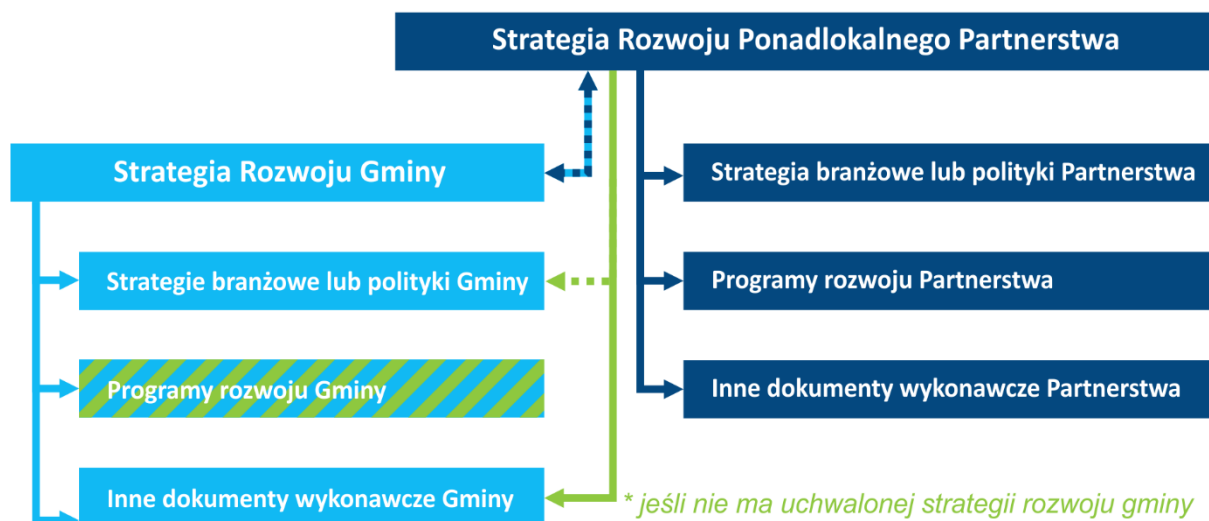 Strategia Rozwoju Ponadlokalnego Partnerstwa
Strategia Rozwoju Gminy
Strategie branżowe lub polityki Gminy
Programy rozwoju Gminy
Inne dokumenty wykonawcze Gminy
Strategia branżowe lub polityki Partnerstwa
Programy rozwoju Partnerstwa
Inne dokumenty wykonawcze Partnerstwa
* jeśli nie ma uchwalonej strategii rozwoju gminy